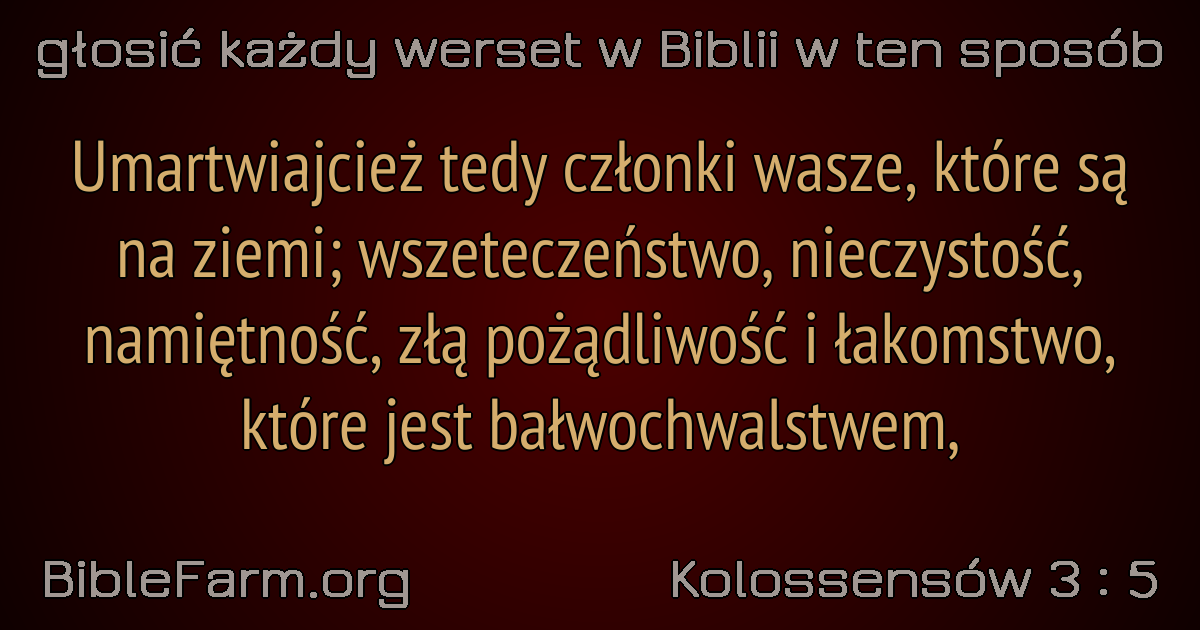 głosić każdy werset w Biblii w ten sposób
Umartwiajcież tedy członki wasze, które są
na ziemi; wszeteczeństwo, nieczystość,
namiętność, złą pożądliwość i łakomstwo,
które jest bałwochwalstwem,
BibleFarm.org
Kolossensów 3 : 5